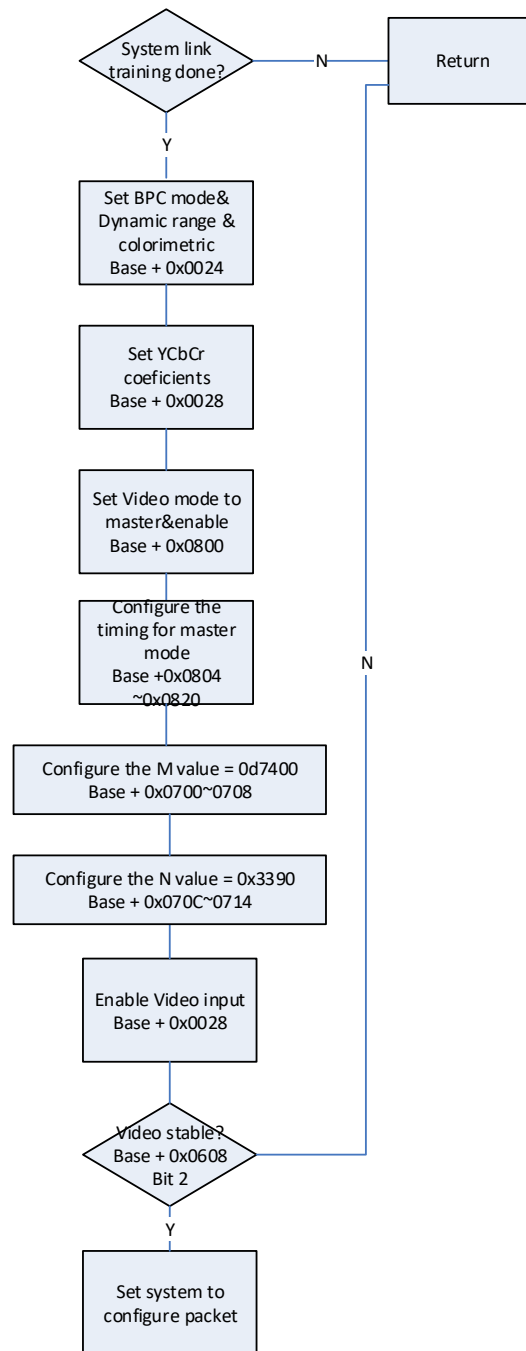 System link
training done?
N
Return
Y
Set BPC mode&
Dynamic range &
colorimetric
Base + 0x0024
Set YCbCr
coeficients
Base + 0x0028
Set Video mode to
master&enable
Base + 0x0800
Configure the
timing for master
mode
Base +0x0804
~0x0820
N
Configure the M value = 0d7400
Base + 0x0700~0708
Configure the N value = 0x3390
Base + 0x070C~0714
Enable Video input
Base + 0x0028
Video stable?
Base + 0x0608
Bit 2
Y
Set system to
configure packet